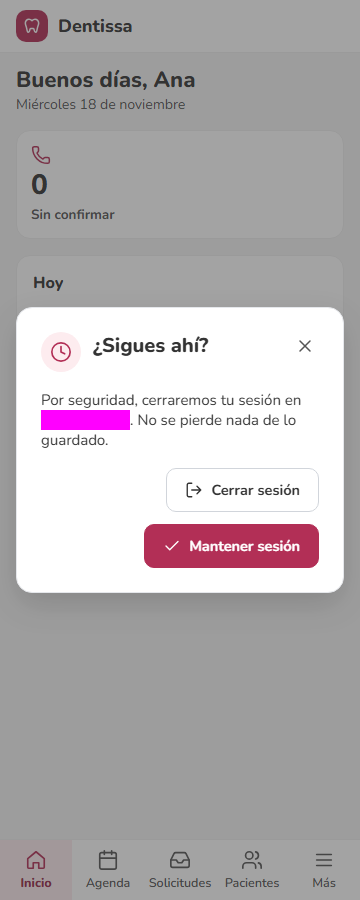 Dentissa
Buenos días, Ana
Miércoles 18 de noviembre
0
Sin confirmar
Hoy
¿Sigues ahí?
Por seguridad, cerraremos tu sesión en
. No se pierde nada de lo
guardado.
Cerrar sesión
Mantener sesión
Inicio
Agenda
Solicitudes
Pacientes
Más